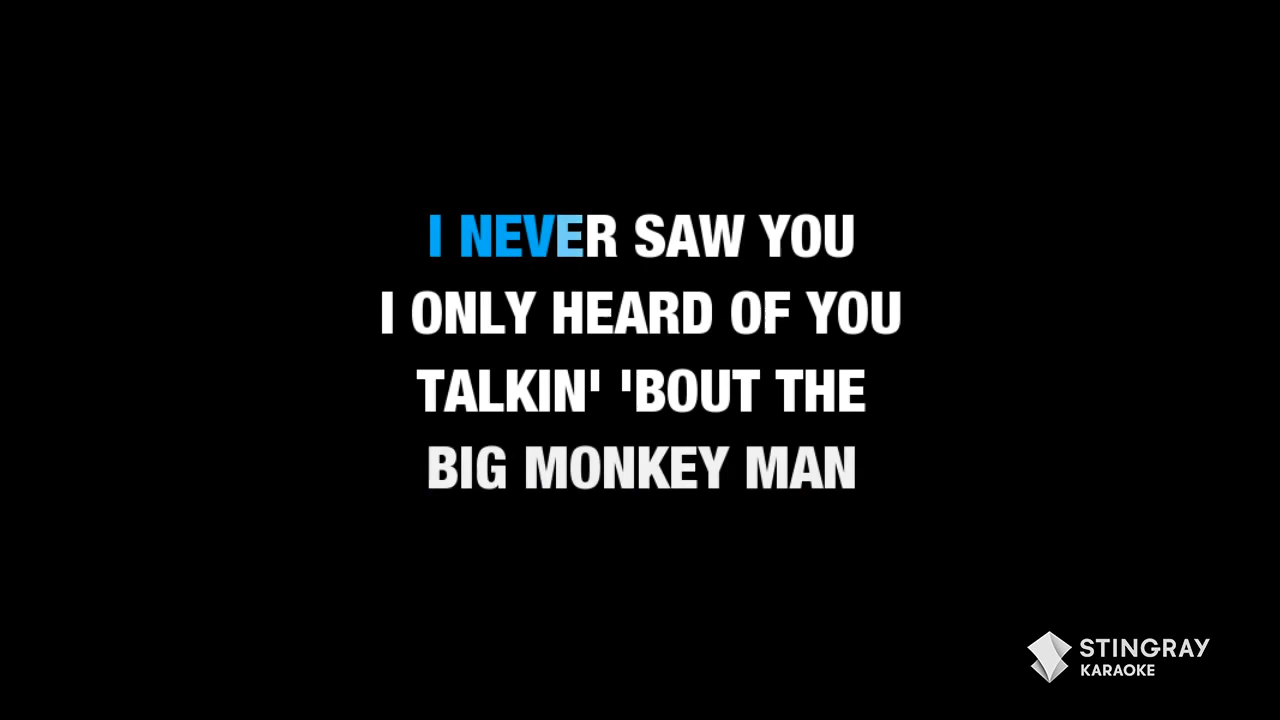 I NEVER SAW YOU
I ONLY HEARD OF YOU
TALKIN' 'BOUT THE
BIG MONKEY MAN
STINGRAY
KARAOKE